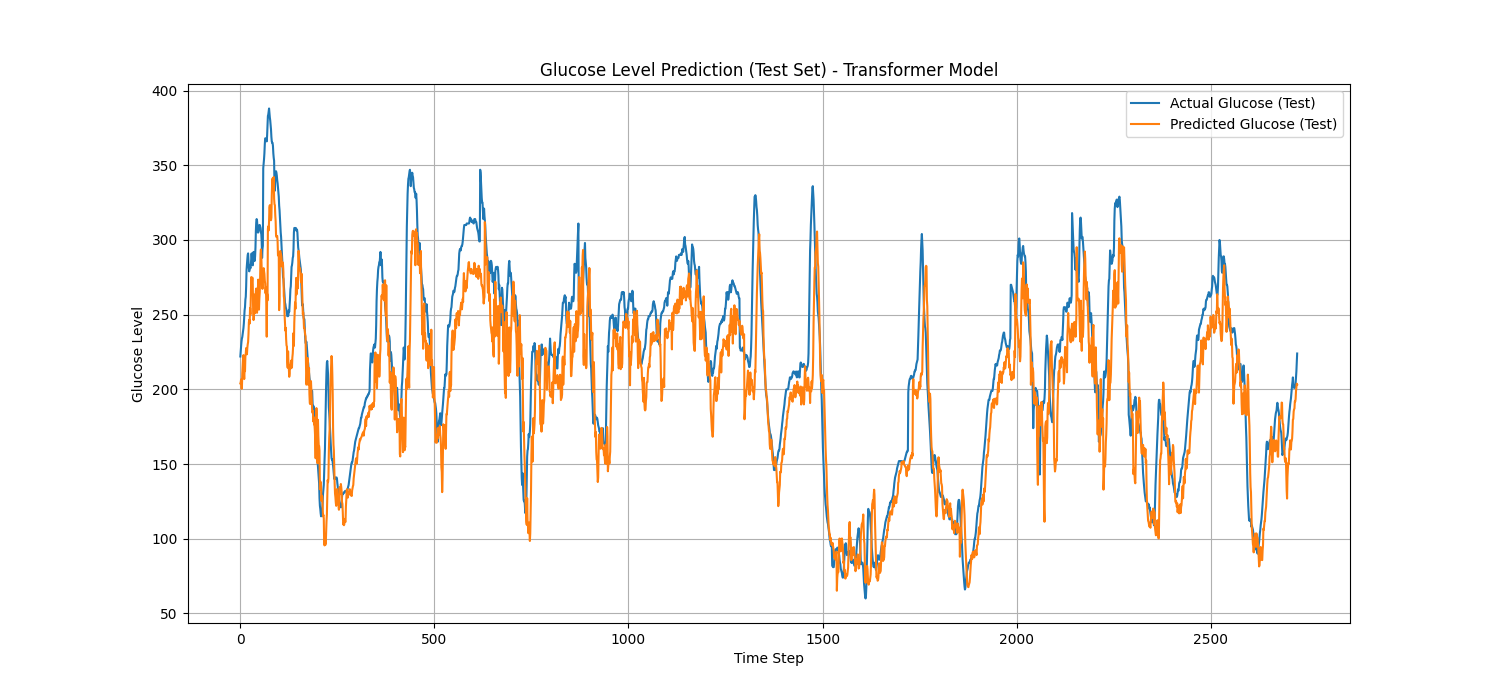 Glucose Level Prediction (Test Set) - Transformer Model
Actual Glucose (Test)
Predicted Glucose (Test)
Glucose Level
400
350
300
250
200
150
100
50
0
500
1000
1500
2000
2500
Time Step